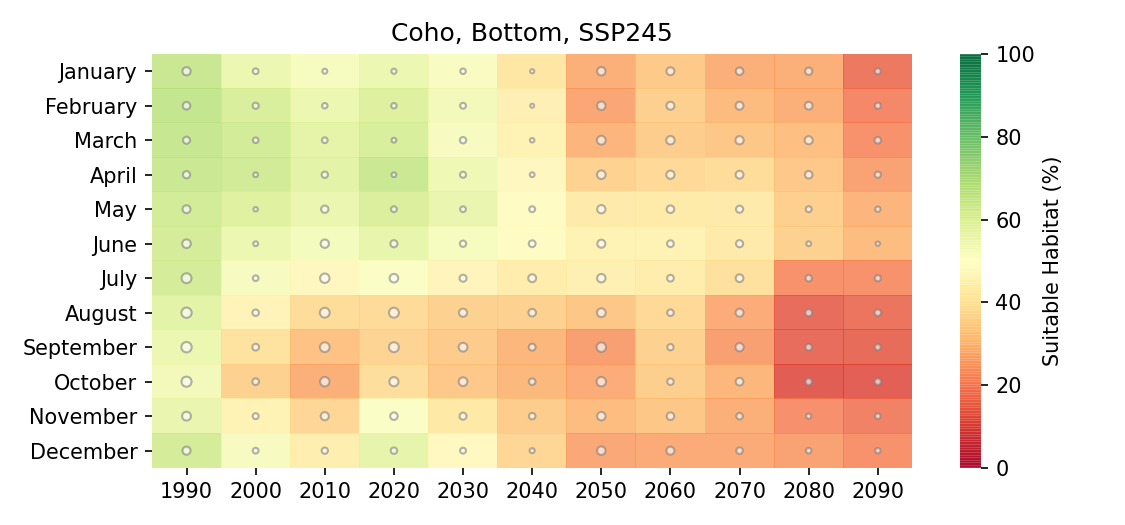 Coho, Bottom, SSP245
January
February
March
April
May
June
July
August
September
October
November
December
1990 2000 2010 2020 2030 2040 2050 2060 2070 2080 2090
100
80
60
40
20
0
Suitable Habitat (%)